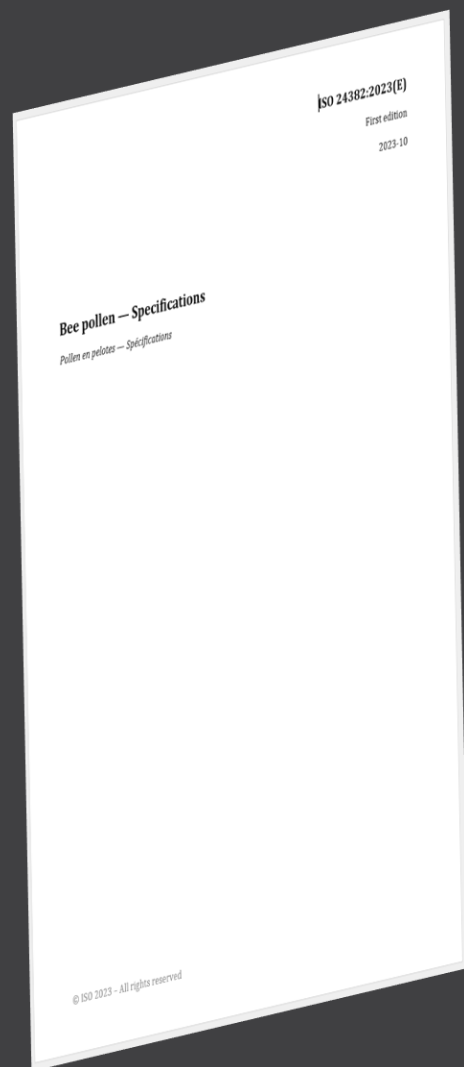 ISO 24382:2023(E)
First edition
2023-10
Bee pollen — Specifications
Pollen en pelotes — Spécifications
© ISO 2023 – All rights reserved